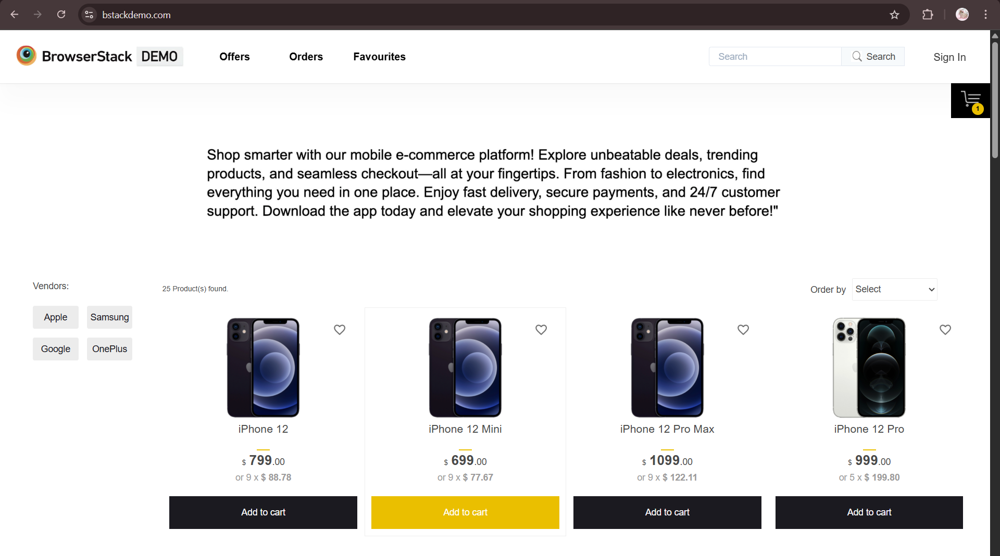 bstackdemo.com
BrowserStack DEMO Offers Orders Favourites Search Search Sign In
1
Shop smarter with our mobile e-commerce platform! Explore unbeatable deals, trending
products, and seamless checkout—all at your fingertips. From fashion to electronics, find
everything you need in one place. Enjoy fast delivery, secure payments, and 24/7 customer
support. Download the app today and elevate your shopping experience like never before!"
Vendors:
Apple Samsung
Google OnePlus
25 Product(s) found.
Order by Select
iPhone 12
$ 799.00
or 9 x $ 88.78
Add to cart
iPhone 12 Mini
$ 699.00
or 9 x $ 77.67
Add to cart
iPhone 12 Pro Max
$ 1099.00
or 9 x $ 122.11
Add to cart
iPhone 12 Pro
$ 999.00
or 5 x $ 199.80
Add to cart